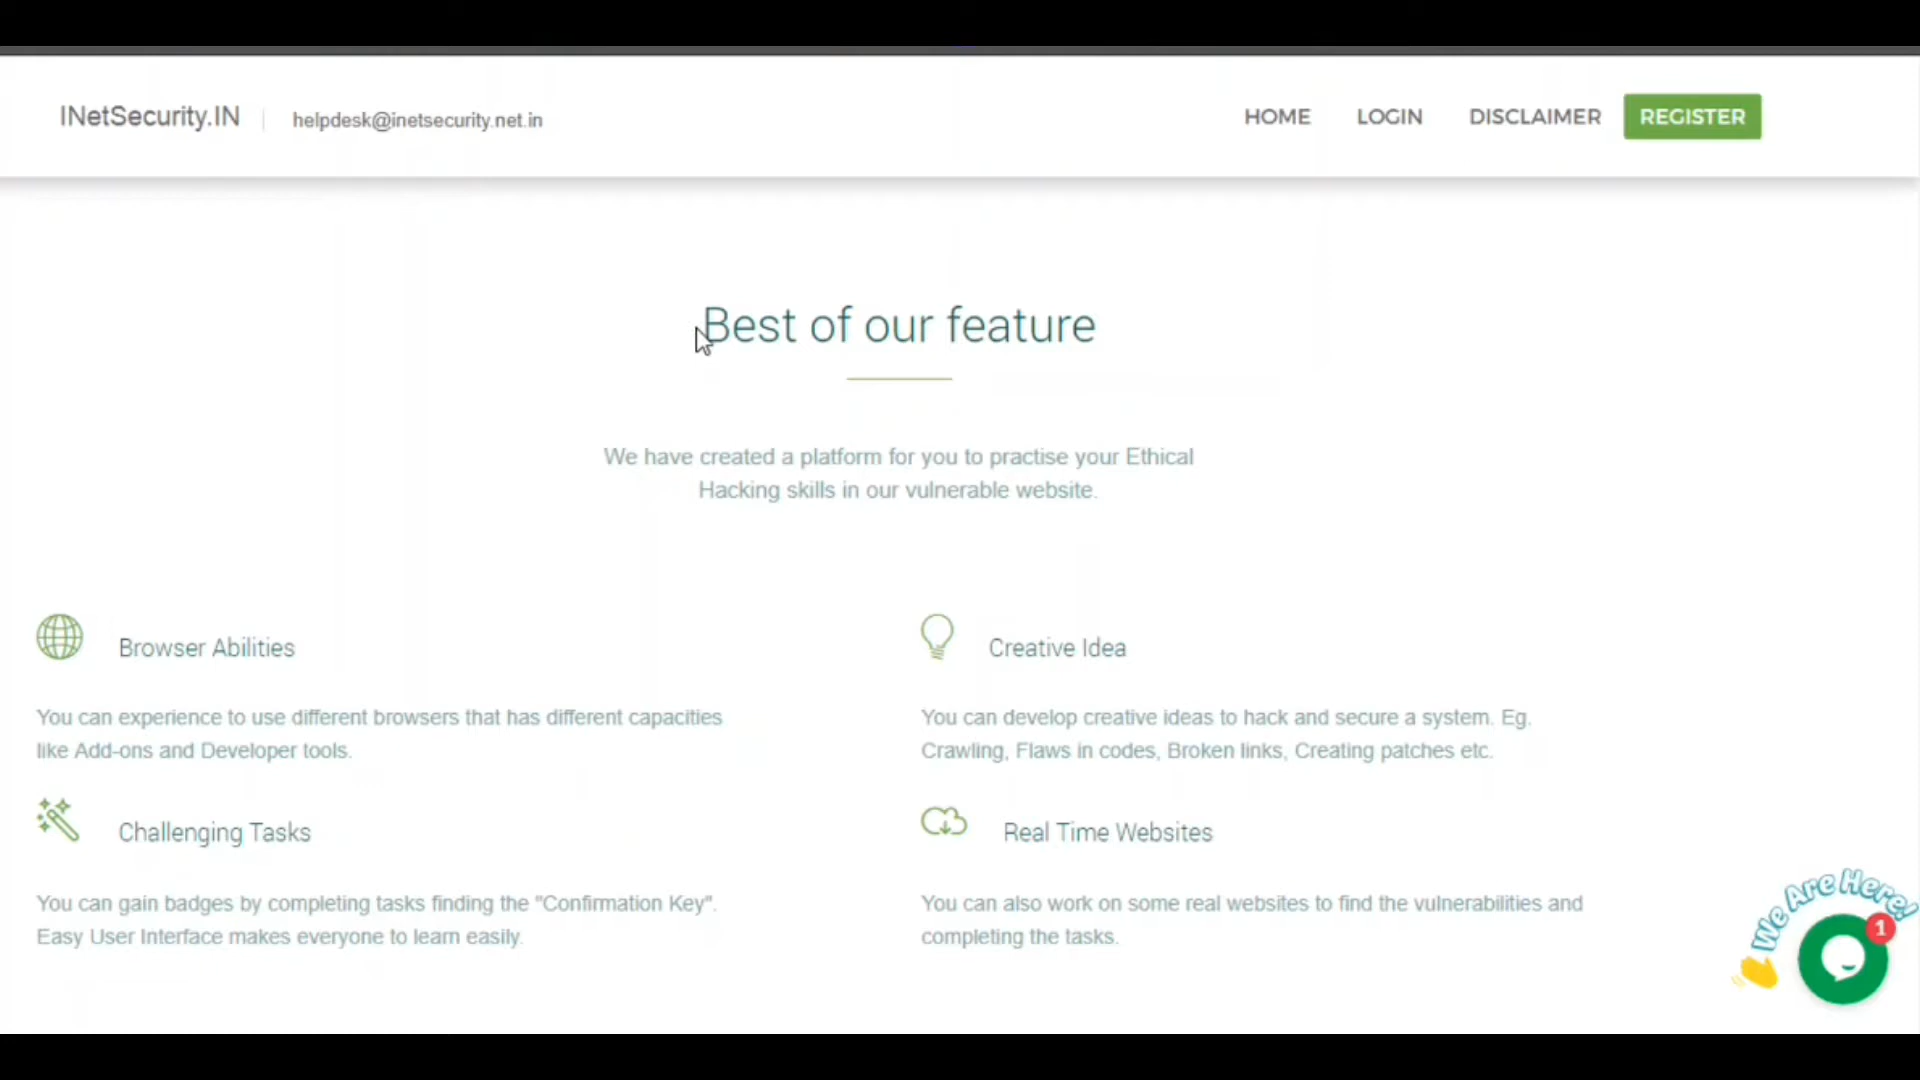 INetSecurity.IN helpdesk@inetsecurity.net.in HOME LOGIN DISCLAIMER REGISTER
Best of our feature
We have created a platform for you to practise your Ethical
Hacking skills in our vulnerable website.
Browser Abilities
You can experience to use different browsers that has different capacities
like Add-ons and Developer tools.
Creative Idea
You can develop creative ideas to hack and secure a system. Eg.
Crawling, Flaws in codes, Broken links, Creating patches etc.
Challenging Tasks
You can gain badges by completing tasks finding the "Confirmation Key".
Easy User Interface makes everyone to learn easily.
Real Time Websites
You can also work on some real websites to find the vulnerabilities and
completing the tasks.
We Are Here!
1